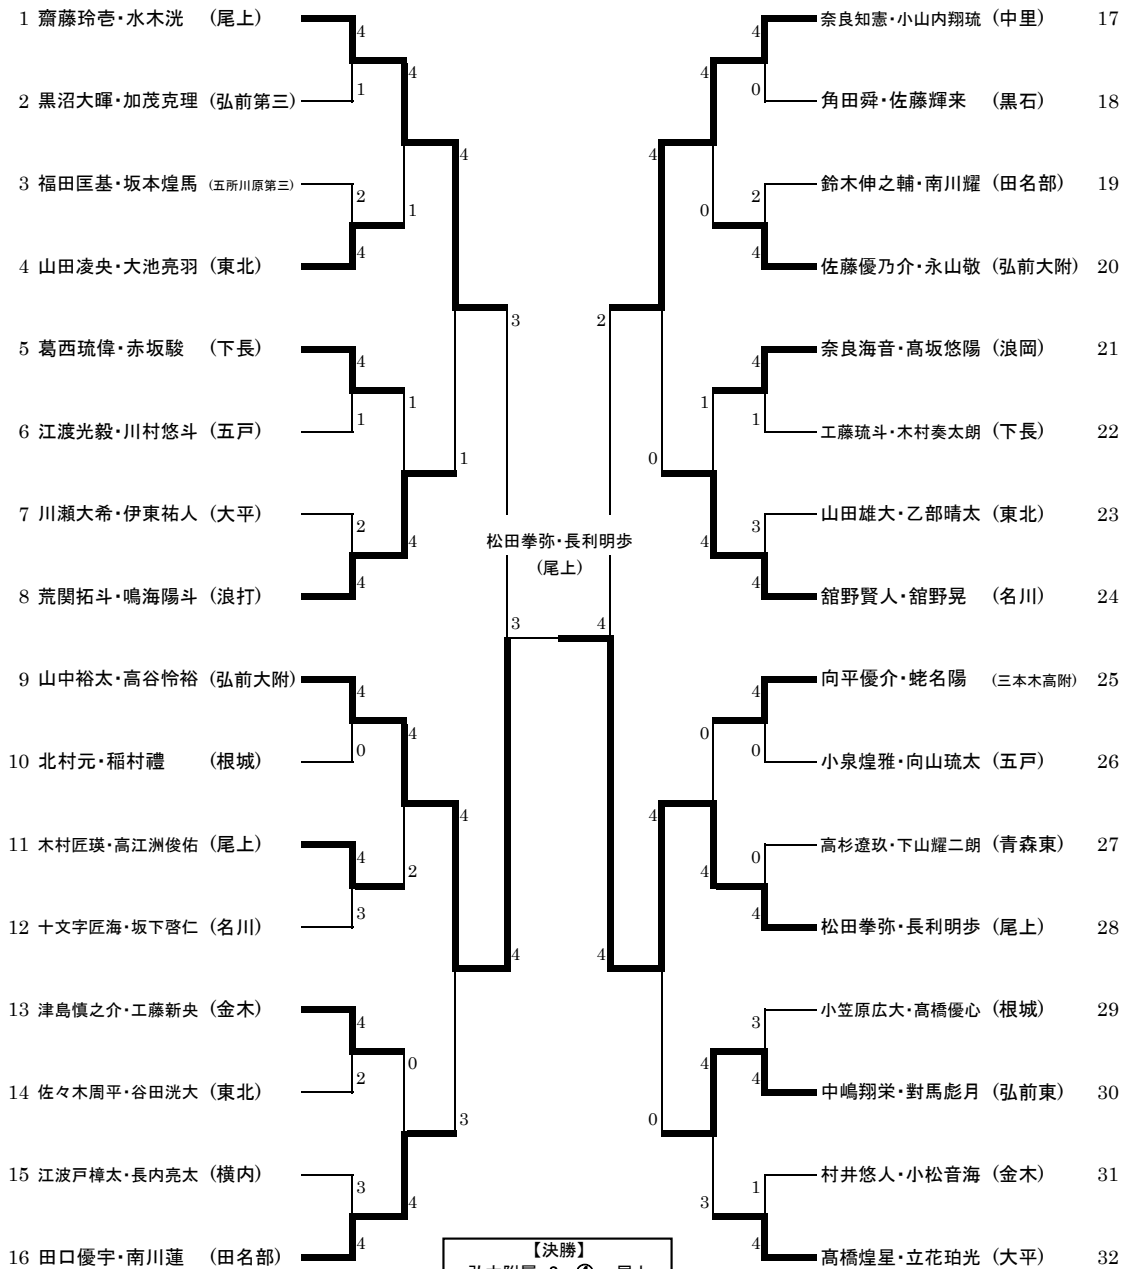 1 齋藤玲壱・水木洸 (尾上)
4
1
2 黒沼大暉・加茂克理 (弘前第三)
4
3 福田匡基・坂本煌馬 (五所川原第三)
2
4
4 山田凌央・大池亮羽 (東北)
1
4
5 葛西琉偉・赤坂駿 (下長)
4
1
6 江渡光毅・川村悠斗 (五戸)
1
7 川瀬大希・伊東祐人 (大平)
2
4
8 荒関拓斗・鳴海陽斗 (浪打)
4
1
3
9 山中裕太・高谷怜裕 (弘前大附)
4
0
10 北村元・稲村禮 (根城)
4
11 木村匠瑛・高江洲俊佑 (尾上)
4
3
12 十文字匠海・坂下啓仁 (名川)
2
4
13 津島慎之介・工藤新央 (金木)
4
2
14 佐々木周平・谷田洸大 (東北)
0
15 江波戸樟太・長内亮太 (横内)
3
4
16 田口優宇・南川蓮 (田名部)
4
3
4
3
松田拳弥・長利明歩
(尾上)
4
奈良知憲・小山内翔琉 (中里) 17
4
0
角田舜・佐藤輝来 (黒石) 18
4
鈴木伸之輔・南川耀 (田名部) 19
2
4
佐藤優乃介・永山敬 (弘前大附) 20
0
4
奈良海音・髙坂悠陽 (浪岡) 21
4
1
工藤琉斗・木村奏太朗 (下長) 22
1
山田雄大・乙部晴太 (東北) 23
3
4
舘野賢人・舘野晃 (名川) 24
4
0
2
向平優介・蛯名陽 (三本木高附) 25
4
0
小泉煌雅・向山琉太 (五戸) 26
0
高杉遼玖・下山耀二朗 (青森東) 27
0
4
松田拳弥・長利明歩 (尾上) 28
4
4
小笠原広大・髙橋優心 (根城) 29
3
4
中嶋翔栄・對馬彪月 (弘前東) 30
4
村井悠人・小松音海 (金木) 31
1
4
髙橋煌星・立花珀光 (大平) 32
3
0
4
【決勝】